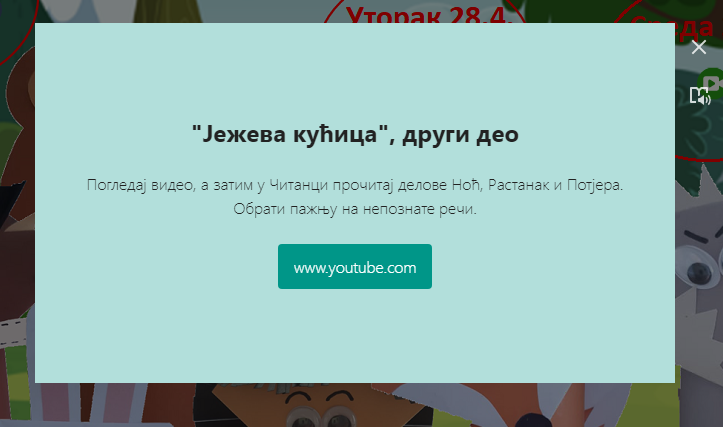 Уторак 28.4.
"Јежева кућица", други део
Погледај видео, а затим у Читанци прочитај делове Ноћ, Растанак и Потјера.
Обрати пажњу на непознате речи.
www.youtube.com